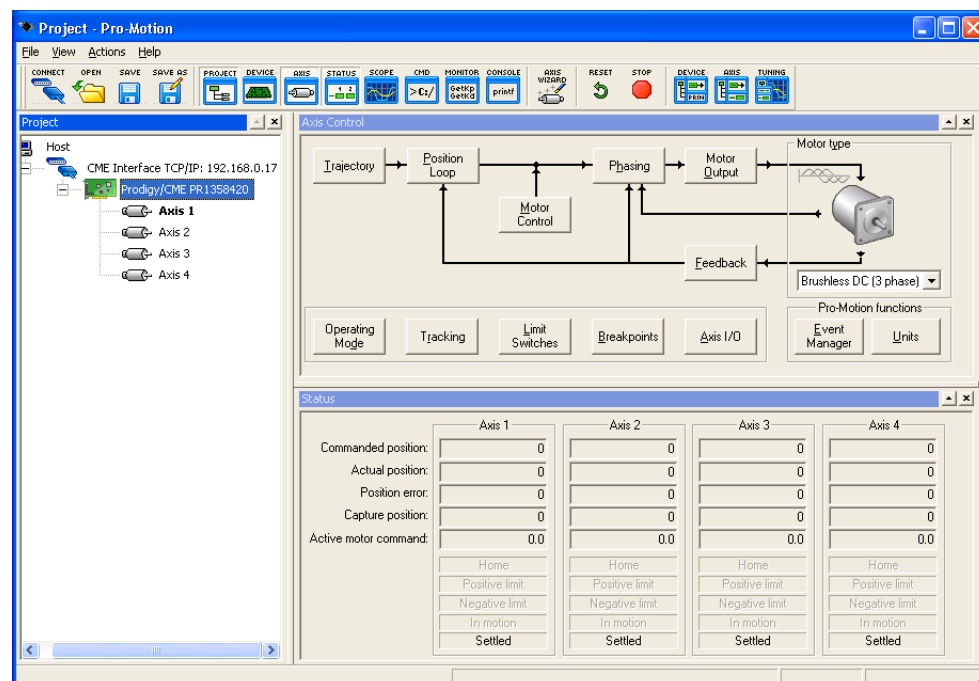 Project - Pro-Motion
File View Actions Help
CONNECT OPEN SAVE SAVE AS PROJECT DEVICE AXIS STATUS SCOPE CMD MONITOR CONSOLE AXIS WIZARD RESET STOP DEVICE AXIS TUNING
>C:/ GetKp GetKd printf
Project
Host
CME Interface TCP/IP: 192.168.0.17
Prodigy/CME PR1358420
Axis 1
Axis 2
Axis 3
Axis 4
Axis Control
Trajectory
Position Loop
Phasing
Motor Output
Motor Control
Feedback
Motor type
Brushless DC (3 phase)
Operating Mode
Tracking
Limit Switches
Breakpoints
Axis I/O
Pro-Motion functions
Event Manager
Units
Status
Axis 1 Axis 2 Axis 3 Axis 4
Commanded position: 0 0 0 0
Actual position: 0 0 0 0
Position error: 0 0 0 0
Capture position: 0 0 0 0
Active motor command: 0.0 0.0 0.0 0.0
Home Home Home Home
Positive limit Positive limit Positive limit Positive limit
Negative limit Negative limit Negative limit Negative limit
In motion In motion In motion In motion
Settled Settled Settled Settled